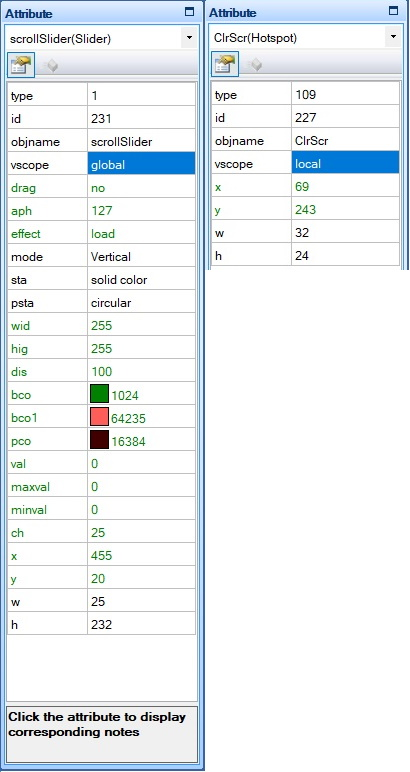 Attribute
scrollSlider(Slider)
type 1
id 231
objname scrollSlider
vscope global
drag no
aph 127
effect load
mode Vertical
sta solid color
psta circular
wid 255
hig 255
dis 100
bco 1024
bco1 64235
pco 16384
val 0
maxval 0
minval 0
ch 25
x 455
y 20
w 25
h 232
Click the attribute to display
corresponding notes
Attribute
ClrScr(Hotspot)
type 109
id 227
objname ClrScr
vscope local
x 69
y 243
w 32
h 24